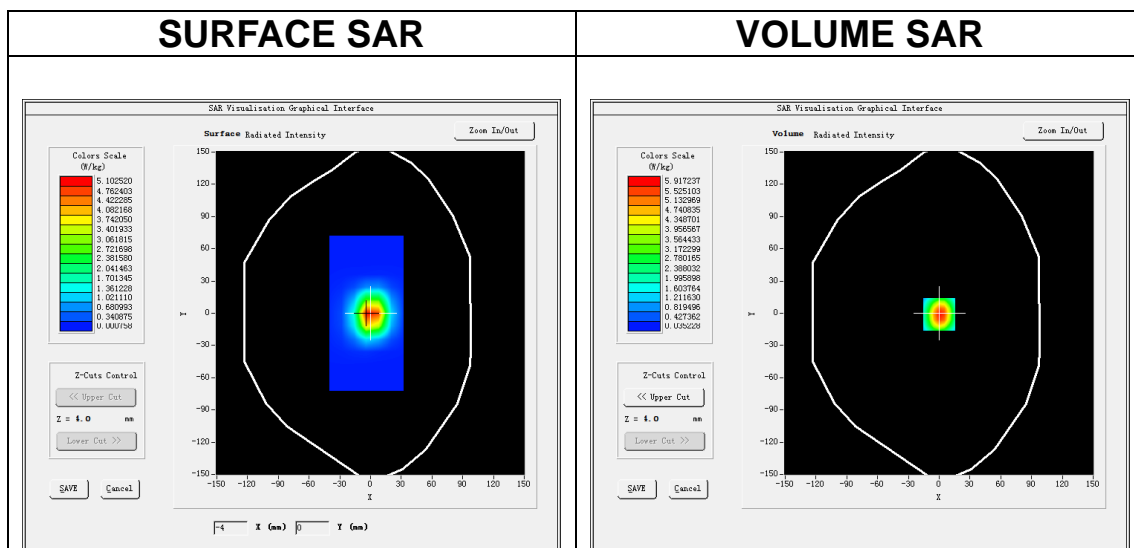 SURFACE SAR
SAR Visualisation Graphical Interface
Surface Radiated Intensity
Zoom In/Out
Colors Scale
(W/kg)
5.102520
4.762403
4.422285
4.082168
3.742050
3.401933
3.061815
2.721698
2.381580
2.041463
1.701345
1.361228
1.021110
0.680993
0.340875
0.000758
Z-Cuts Control
<< Upper Cut
Z = 4.0 mm
Lower Cut >>
SAVE Cancel
150
120
90
60
30
0
-30
-60
-90
-120
-150
Y
-150 -120 -90 -60 -30 0 30 60 90 120 150
X
-4 X (mm) 0 Y (mm)
VOLUME SAR
SAR Visualisation Graphical Interface
Volume Radiated Intensity
Zoom In/Out
Colors Scale
(W/kg)
5.917237
5.525103
5.132969
4.740835
4.348701
3.956567
3.564433
3.172299
2.780165
2.388032
1.995898
1.603764
1.211630
0.819496
0.427362
0.035228
Z-Cuts Control
<< Upper Cut
Z = 4.0 mm
Lower Cut >>
SAVE Cancel
150
120
90
60
30
0
-30
-60
-90
-120
-150
Y
-150 -120 -90 -60 -30 0 30 60 90 120 150
X